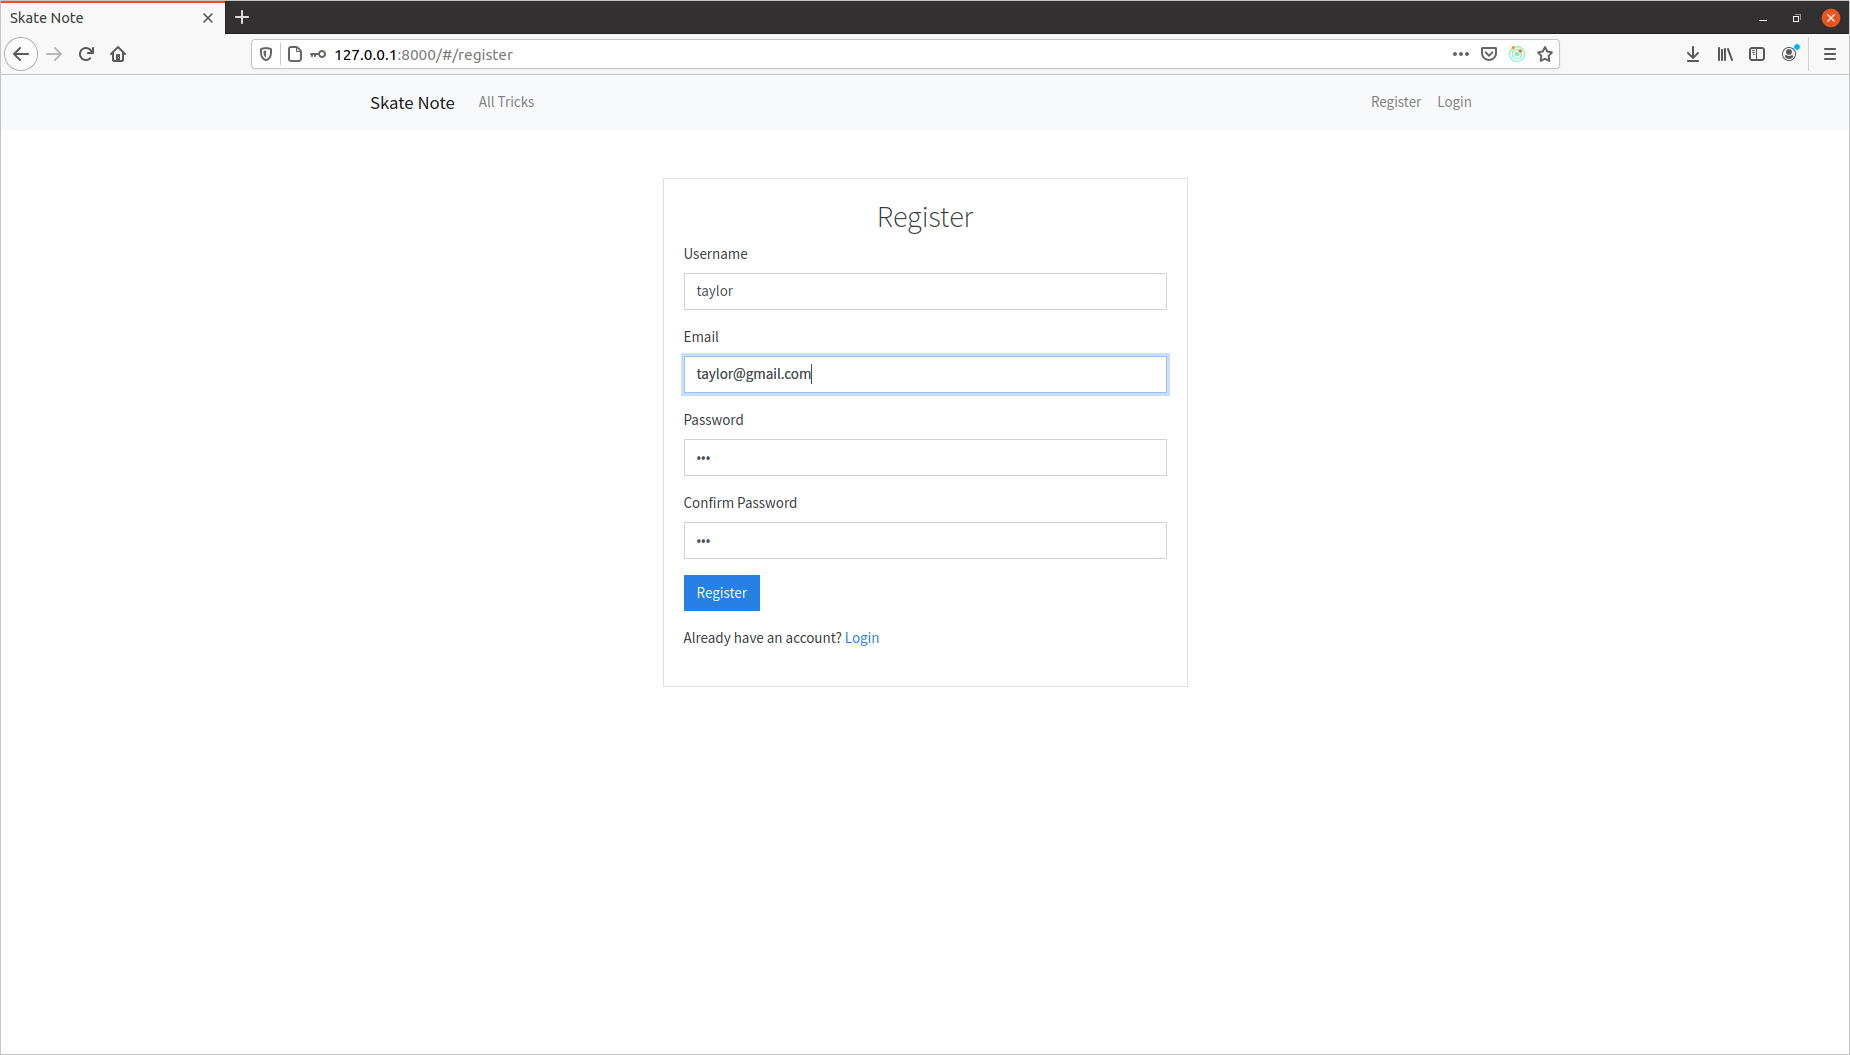 Skate Note
127.0.0.1:8000/#/register
Skate Note All Tricks Register Login
Register
Username
taylor
Email
taylor@gmail.com
Password
•••
Confirm Password
•••
Register
Already have an account? Login